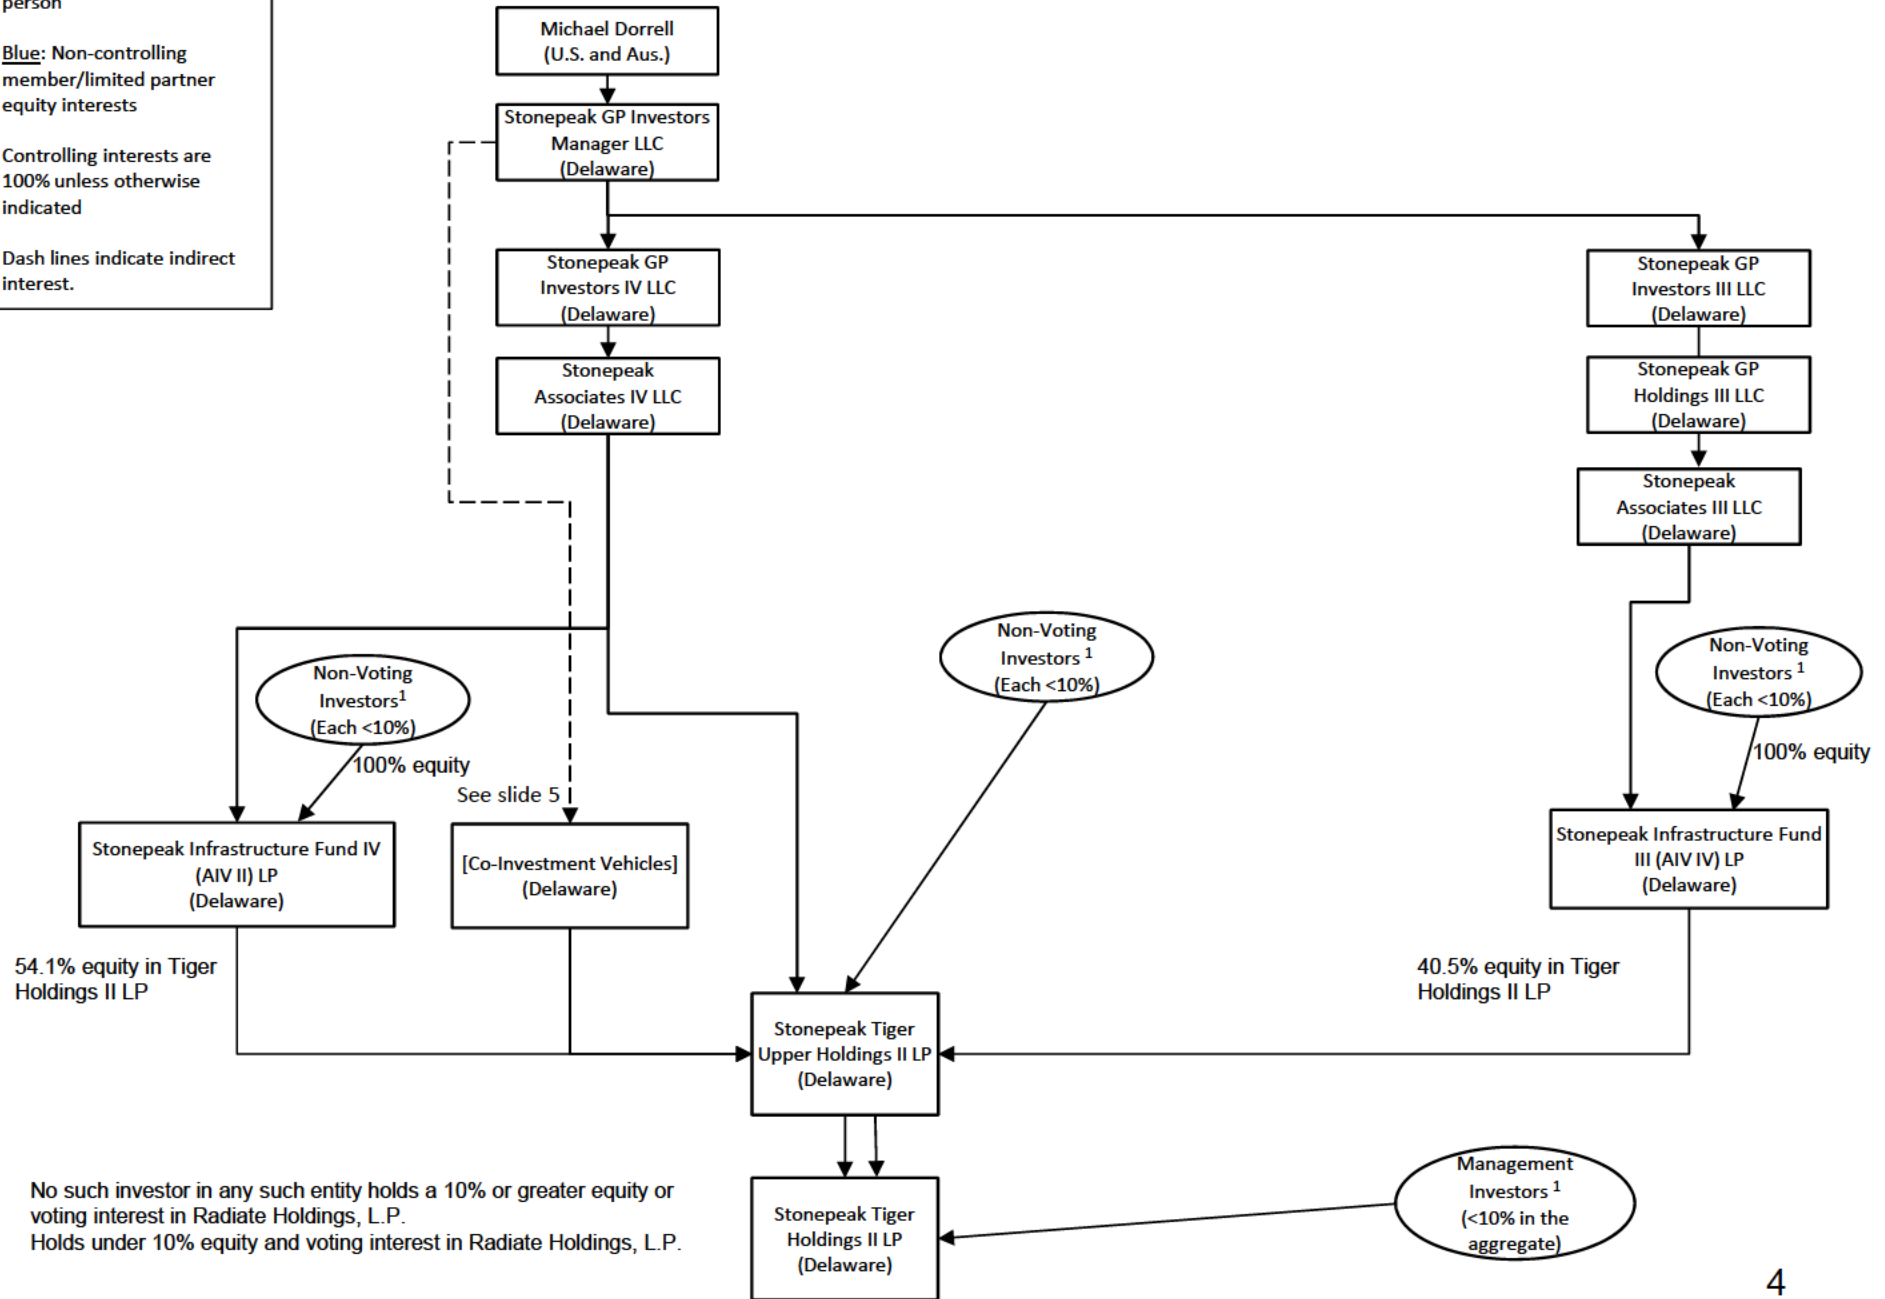 person
Blue: Non-controlling
member/limited partner
equity interests
Controlling interests are
100% unless otherwise
indicated
Dash lines indicate indirect
interest.
Michael Dorrell
(U.S. and Aus.)
Stonepeak GP Investors
Manager LLC
(Delaware)
Stonepeak GP
Investors IV LLC
(Delaware)
Stonepeak GP
Investors III LLC
(Delaware)
Stonepeak
Associates IV LLC
(Delaware)
Stonepeak GP
Holdings III LLC
(Delaware)
Stonepeak
Associates III LLC
(Delaware)
Non-Voting
Investors1
(Each <10%)
100% equity
Non-Voting
Investors 1
(Each <10%)
Non-Voting
Investors 1
(Each <10%)
100% equity
See slide 5
Stonepeak Infrastructure Fund IV
(AIV II) LP
(Delaware)
[Co-Investment Vehicles]
(Delaware)
Stonepeak Infrastructure Fund
III (AIV IV) LP
(Delaware)
54.1% equity in Tiger
Holdings II LP
40.5% equity in Tiger
Holdings II LP
Stonepeak Tiger
Upper Holdings II LP
(Delaware)
No such investor in any such entity holds a 10% or greater equity or
voting interest in Radiate Holdings, L.P.
Holds under 10% equity and voting interest in Radiate Holdings, L.P.
Stonepeak Tiger
Holdings II LP
(Delaware)
Management
Investors 1
(<10% in the
aggregate)
4